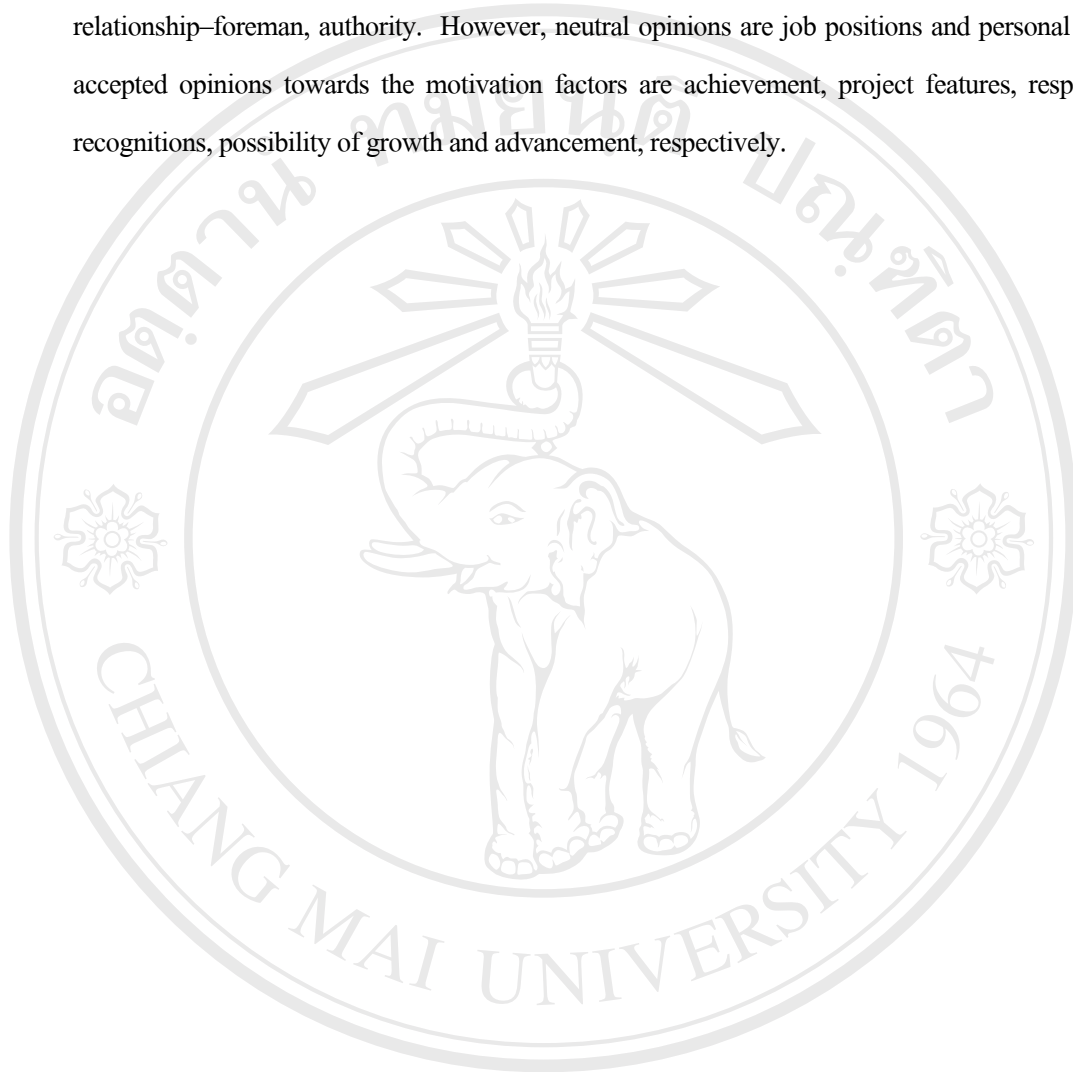 relationship–foreman, authority. However, neutral opinions are job positions and personal
accepted opinions towards the motivation factors are achievement, project features, resp
recognitions, possibility of growth and advancement, respectively.
CHIANG MAI UNIVERSITY 1964